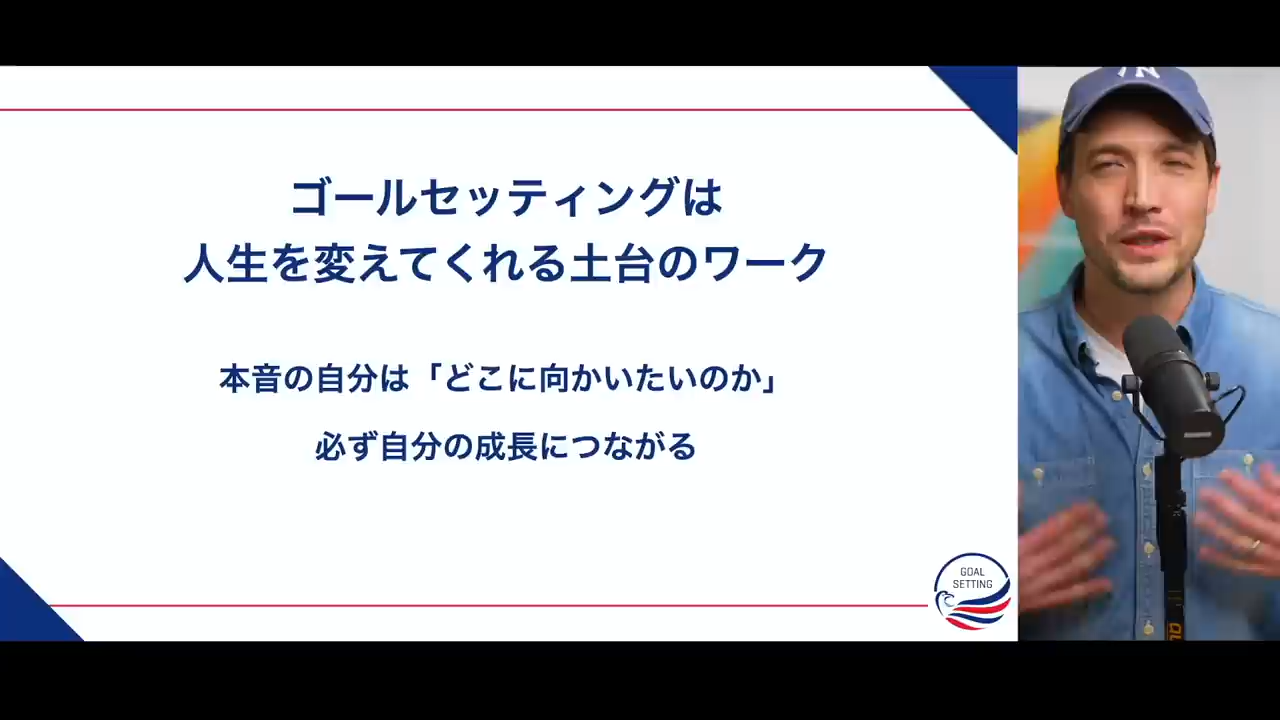 ゴールセッティングは
人生を変えてくれる土台のワーク
本音の自分は「どこに向かいたいのか」
必ず自分の成長につながる
GOAL
SETTING